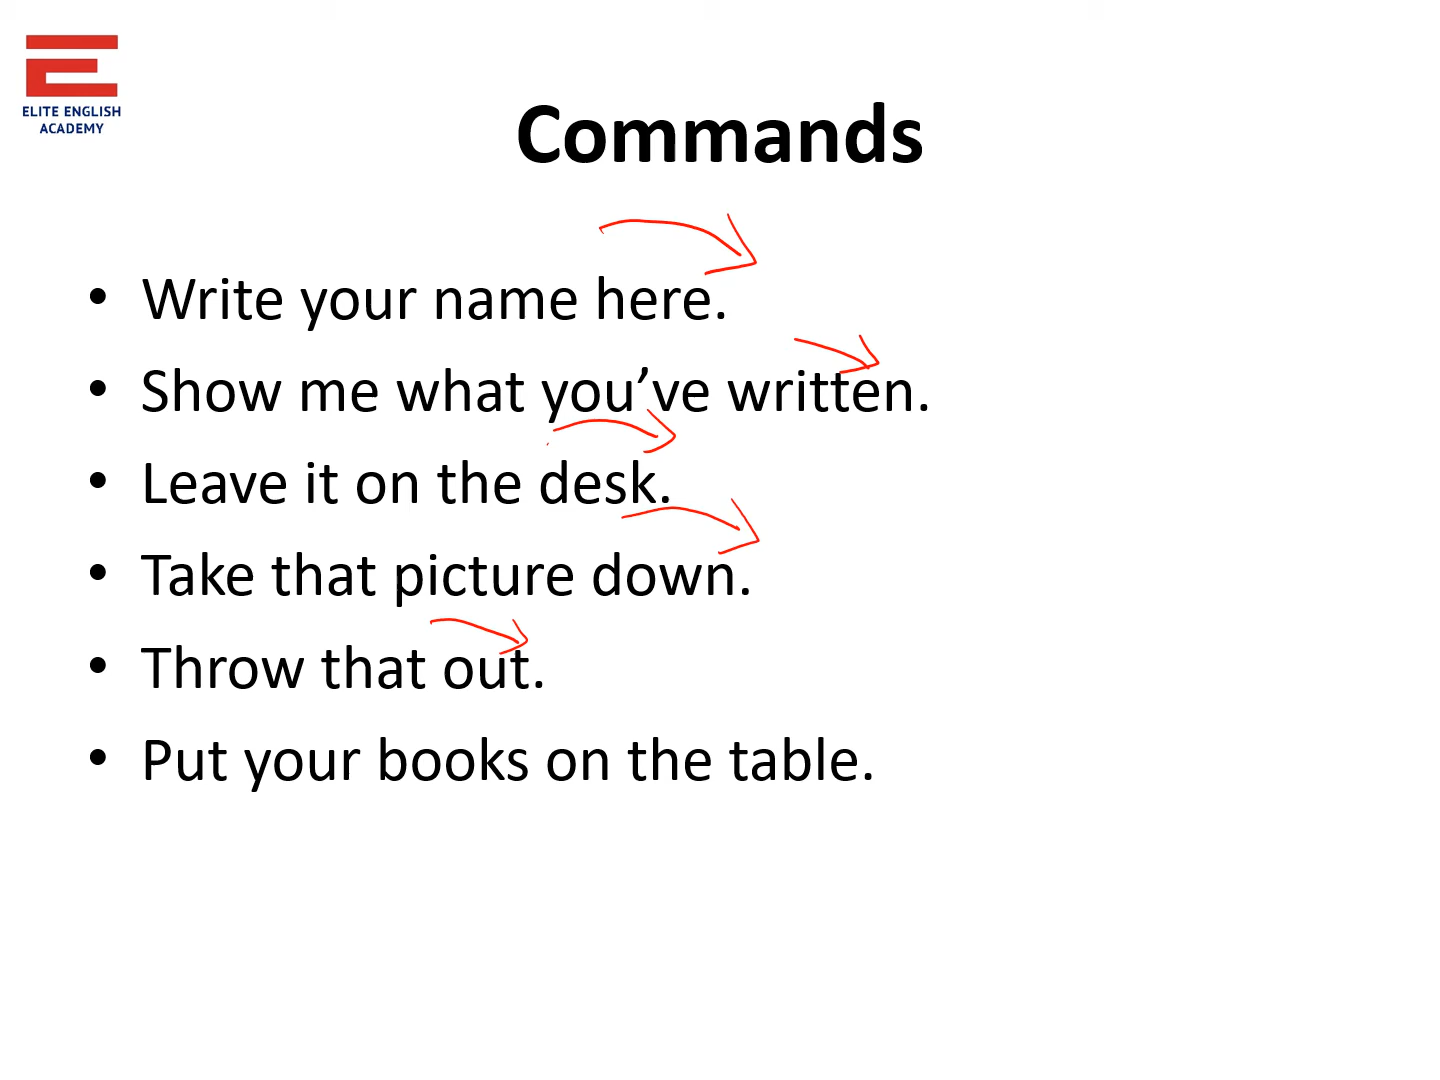 ELITE ENGLISH
ACADEMY
Commands
• Write your name here.
• Show me what you’ve written.
• Leave it on the desk.
• Take that picture down.
• Throw that out.
• Put your books on the table.